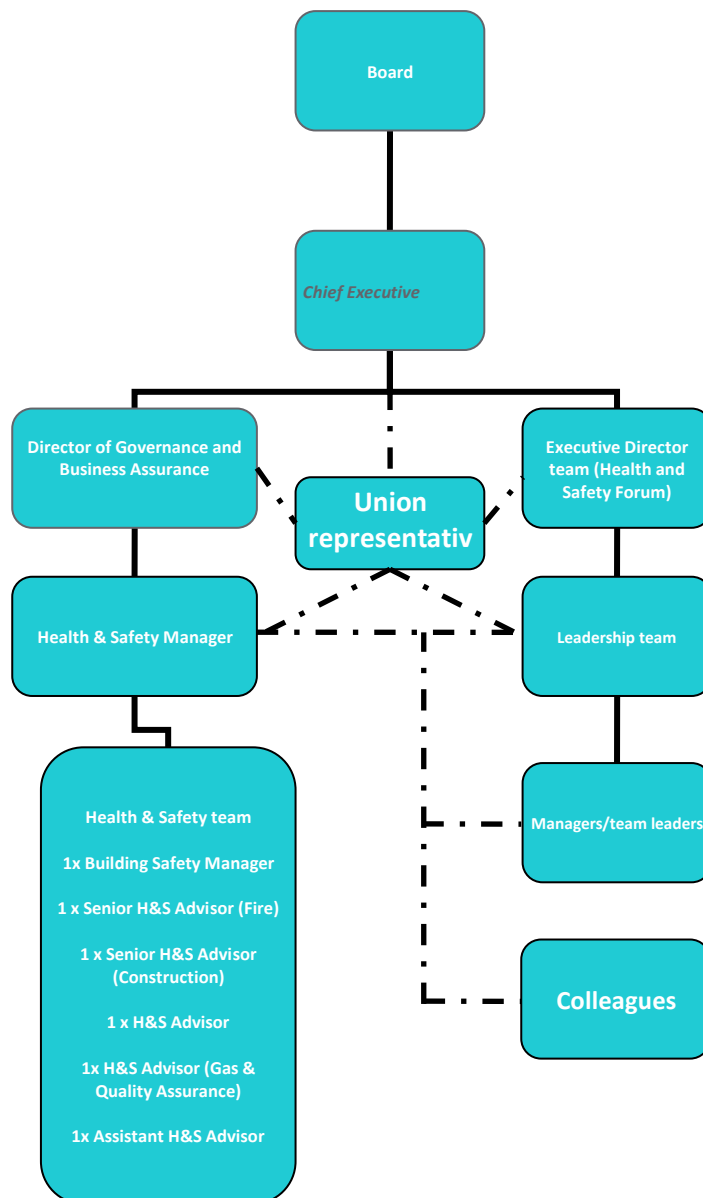 Board
Chief Executive
Director of Governance and
Business Assurance
Union
representativ
Executive Director
team (Health and
Safety Forum)
Health & Safety Manager
Leadership team
Health & Safety team
1x Building Safety Manager
1 x Senior H&S Advisor (Fire)
1 x Senior H&S Advisor
(Construction)
1 x H&S Advisor
1x H&S Advisor (Gas &
Quality Assurance)
1x Assistant H&S Advisor
Managers/team leaders
Colleagues